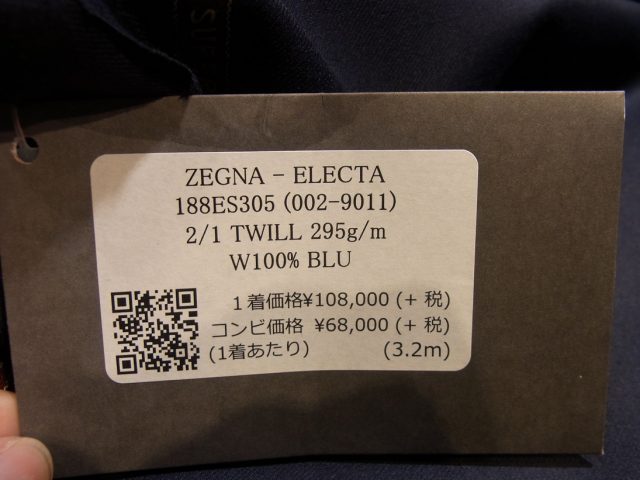 ZEGNA - ELECTA
188ES305 (002-9011)
2/1 TWILL 295g/m
W100% BLU
1着価格¥108,000 (+ 税)
コンビ価格 ¥68,000 (+ 税)
(1着あたり) (3.2m)